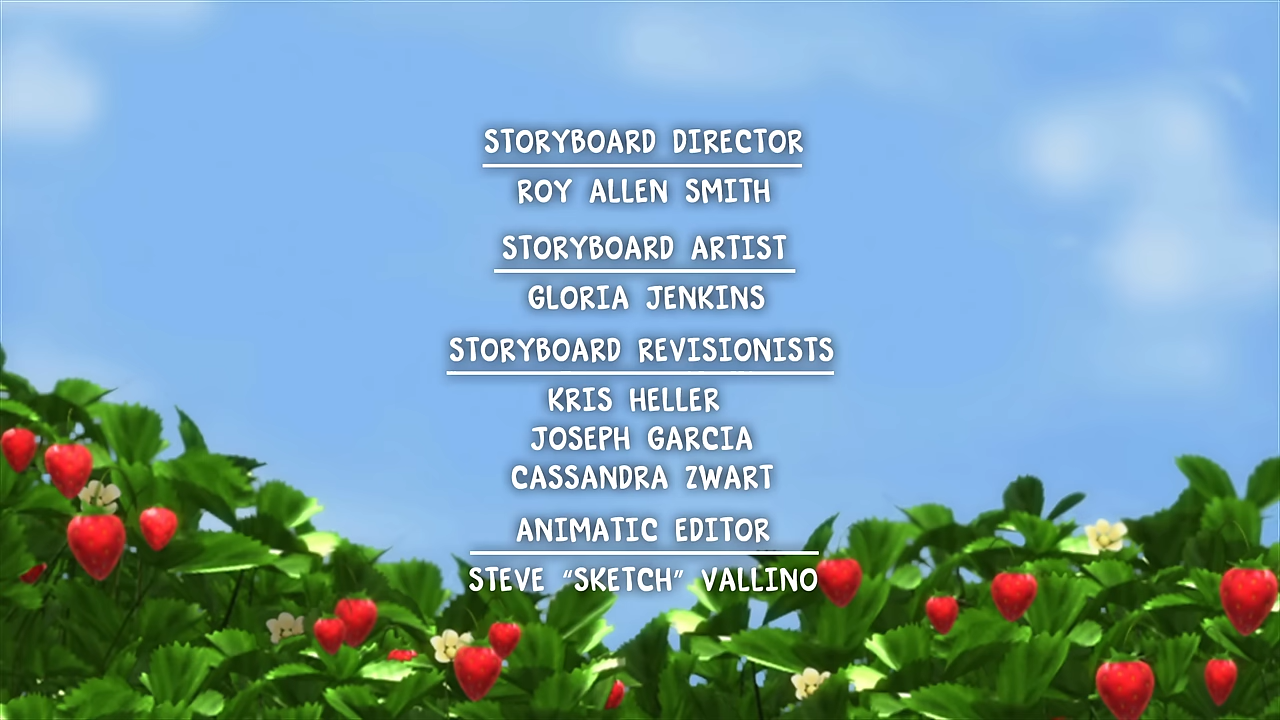 STORYBOARD DIRECTOR
ROY ALLEN SMITH
STORYBOARD ARTIST
GLORIA JENKINS
STORYBOARD REVISIONISTS
KRIS HELLER
JOSEPH GARCIA
CASSANDRA ZWART
ANIMATIC EDITOR
STEVE “SKETCH” VALLINO